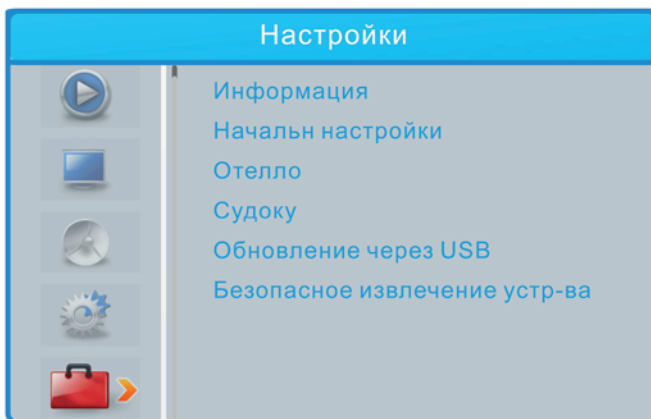 Настройки
Информация
Начальн настройки
Отелло
Судоку
Обновление через USB
Безопасное извлечение устр-ва